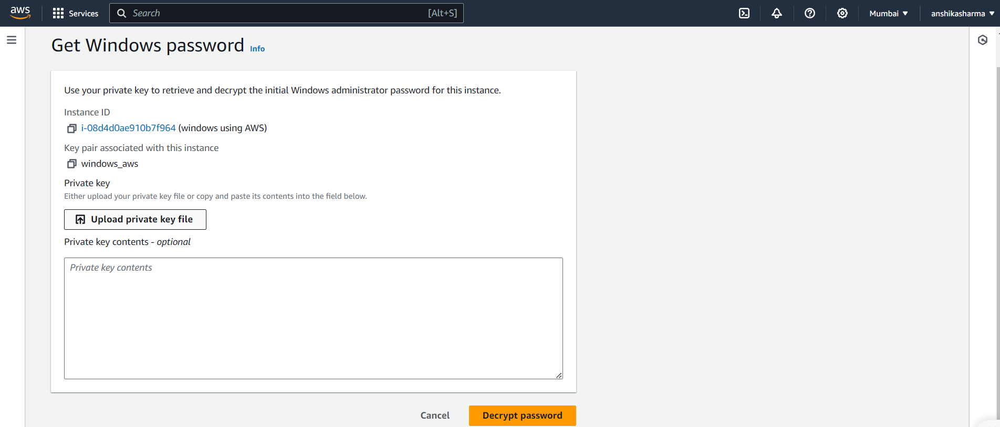 aws Services Search [Alt+S] Mumbai anshikasharma
Get Windows password Info
Use your private key to retrieve and decrypt the initial Windows administrator password for this instance.
Instance ID
i-08d4d0ae910b7f964 (windows using AWS)
Key pair associated with this instance
windows_aws
Private key
Either upload your private key file or copy and paste its contents into the field below.
Upload private key file
Private key contents - optional
Private key contents
Cancel Decrypt password